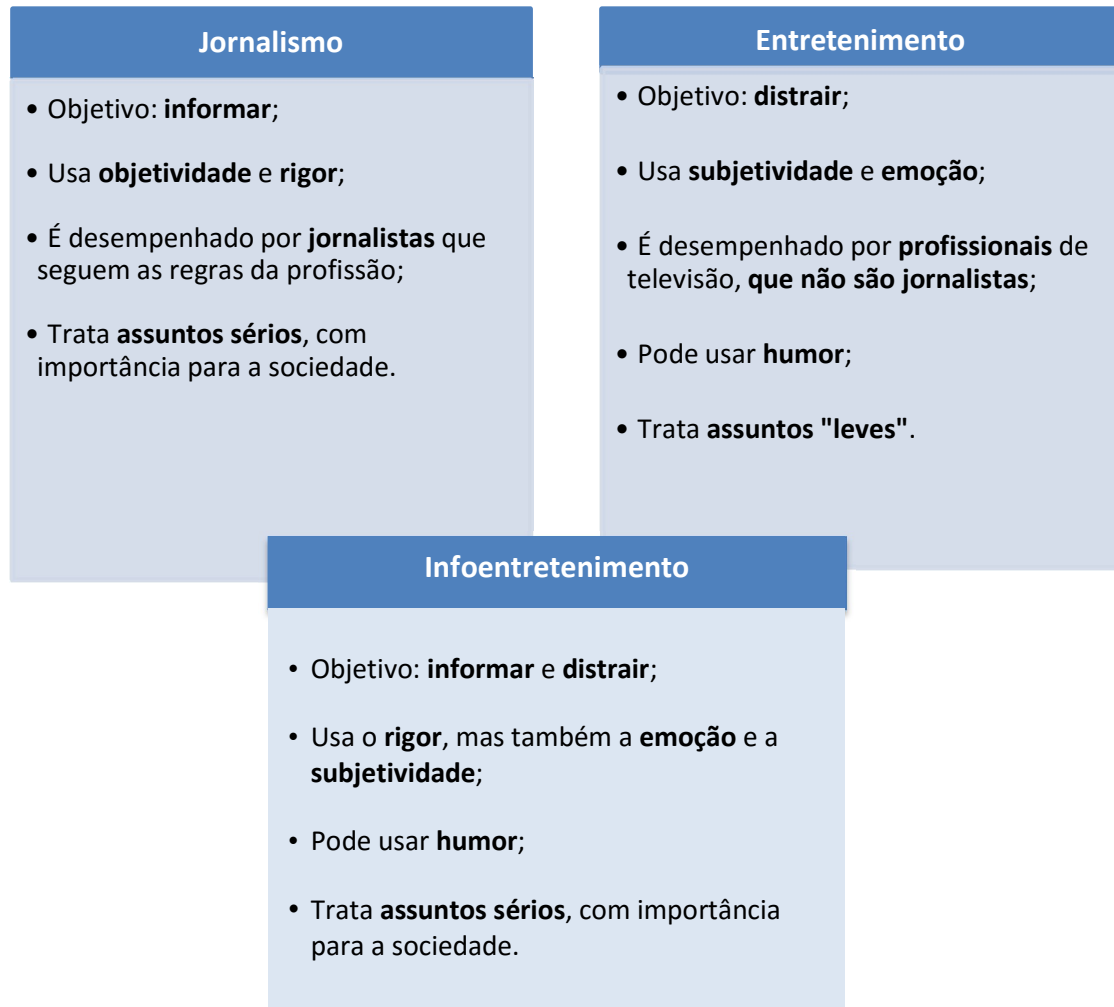 Jornalismo
• Objetivo: informar;
• Usa objetividade e rigor;
• É desempenhado por jornalistas que
seguem as regras da profissão;
• Trata assuntos sérios, com
importância para a sociedade.
Entretenimento
• Objetivo: distrair;
• Usa subjetividade e emoção;
• É desempenhado por profissionais de
televisão, que não são jornalistas;
• Pode usar humor;
• Trata assuntos "leves".
Infoentretenimento
• Objetivo: informar e distrair;
• Usa o rigor, mas também a emoção e a
subjetividade;
• Pode usar humor;
• Trata assuntos sérios, com importância
para a sociedade.